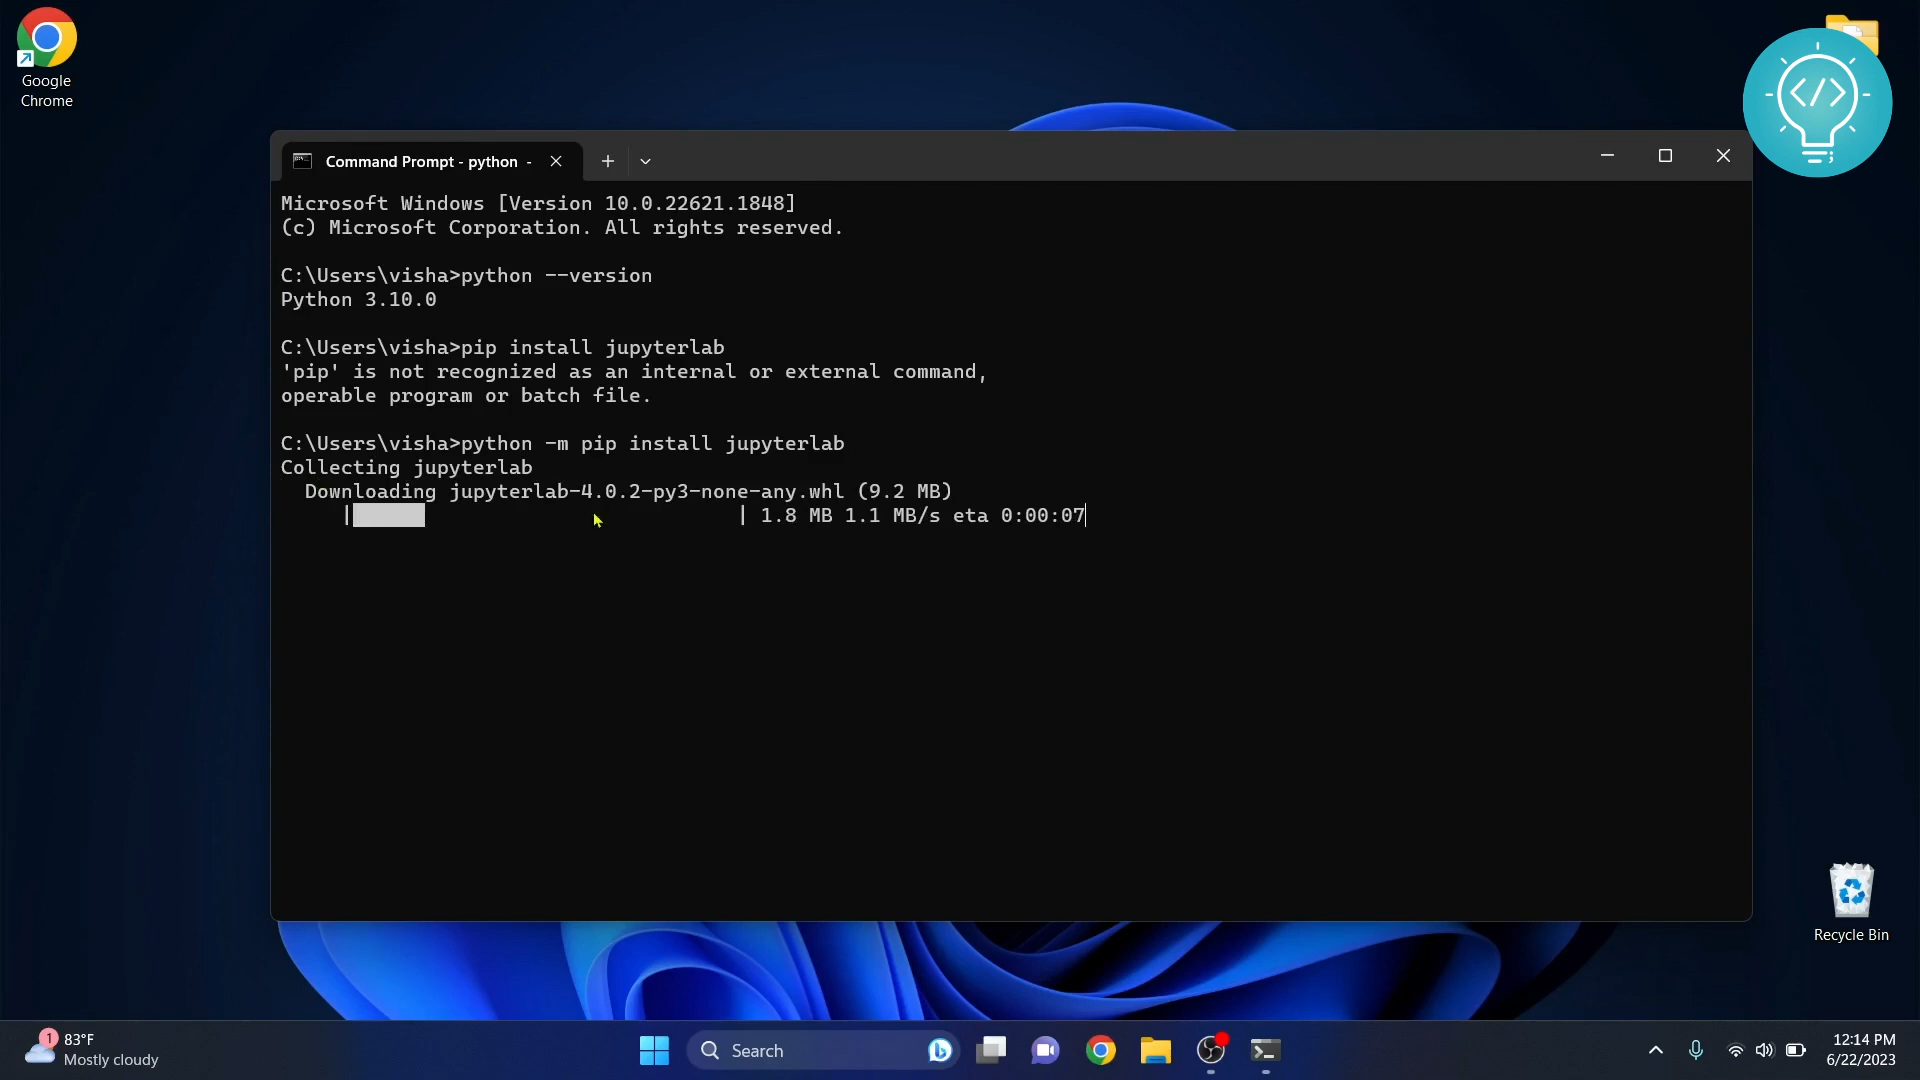 Google
Chrome
Command Prompt - python -
Microsoft Windows [Version 10.0.22621.1848]
(c) Microsoft Corporation. All rights reserved.
C:\Users\visha>python --version
Python 3.10.0
C:\Users\visha>pip install jupyterlab
'pip' is not recognized as an internal or external command,
operable program or batch file.
C:\Users\visha>python -m pip install jupyterlab
Collecting jupyterlab
Downloading jupyterlab-4.0.2-py3-none-any.whl (9.2 MB)
| | 1.8 MB 1.1 MB/s eta 0:00:07
</>
Recycle Bin
1
83°F
Mostly cloudy
Search
12:14 PM
6/22/2023